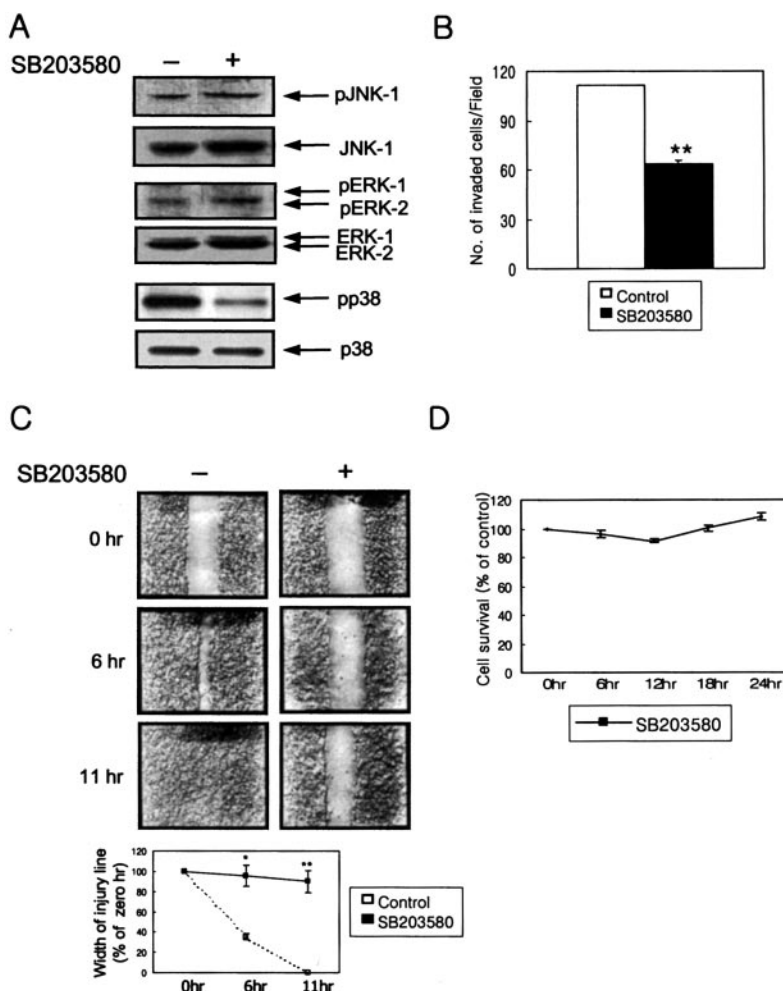 A
SB203580 − +
pJNK-1
JNK-1
pERK-1
pERK-2
ERK-1
ERK-2
pp38
p38
B
No. of invaded cells/Field
120
90
60
30
0
**
Control
SB203580
C
SB203580 − +
0 hr
6 hr
11 hr
Width of injury line
(% of zero hr)
120
100
80
60
40
20
0
* **
0hr 6hr 11hr
Control
SB203580
D
Cell survival (% of control)
120
100
80
60
40
20
0
0hr 6hr 12hr 18hr 24hr
SB203580